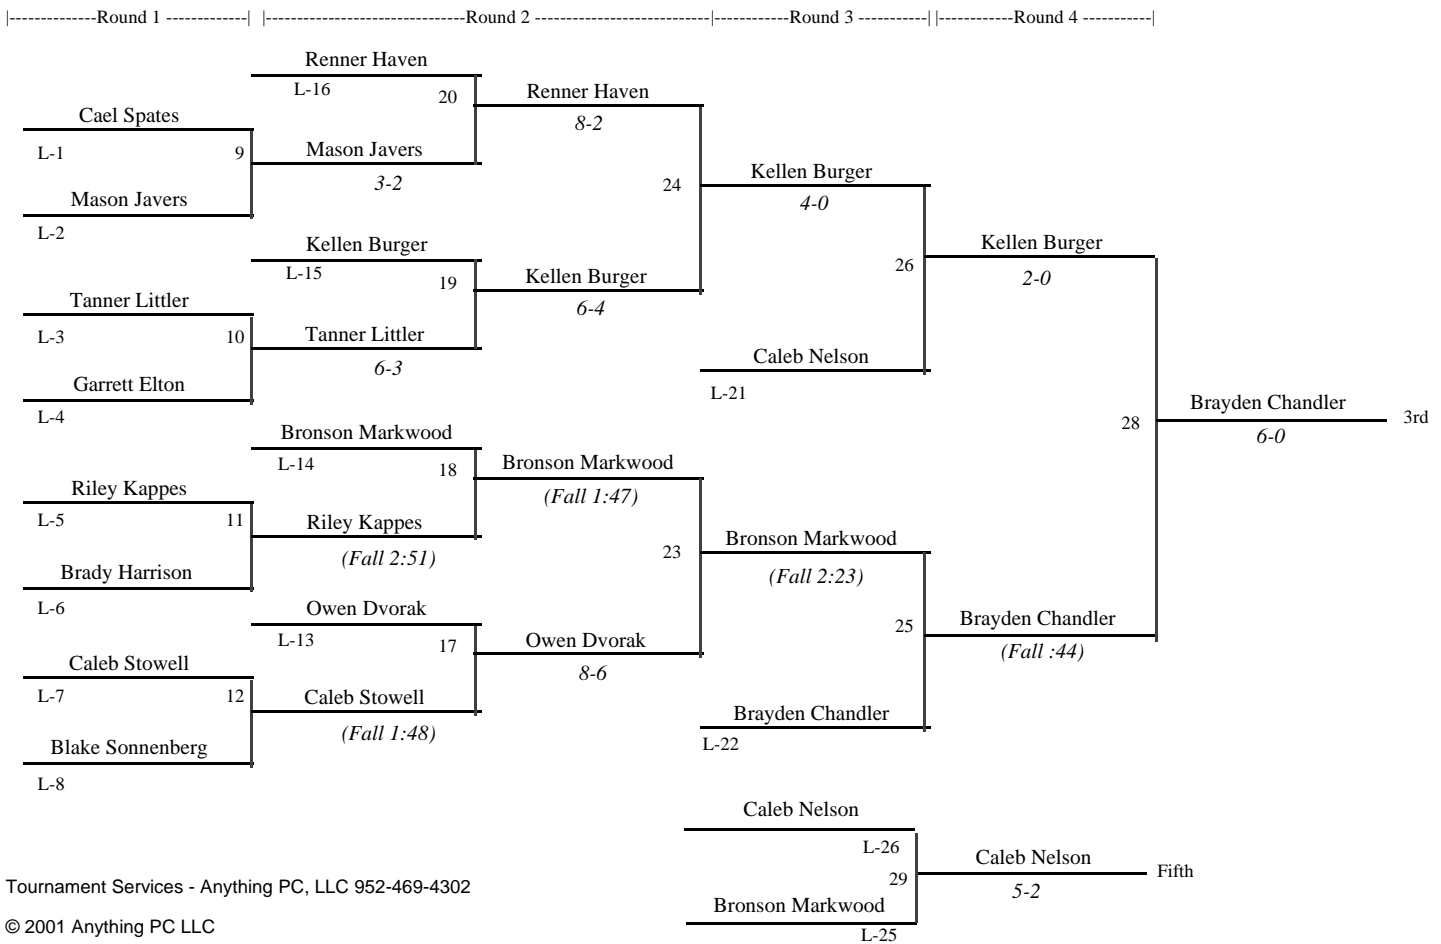 |--------------Round 1 -------------| |-----------------------------Round 2 -------------------------|-----------Round 3 ----------| |-----------Round 4 ----------|
Renner Haven
L-16
20
Renner Haven
8-2
Cael Spates
L-1
9
Mason Javers
3-2
Mason Javers
L-2
24
Kellen Burger
4-0
Kellen Burger
L-15
19
Kellen Burger
6-4
26
Kellen Burger
2-0
Tanner Littler
L-3
10
Tanner Littler
6-3
Garrett Elton
L-4
Caleb Nelson
L-21
28
Brayden Chandler
6-0
3rd
Bronson Markwood
L-14
18
Bronson Markwood
(Fall 1:47)
Riley Kappes
L-5
11
Riley Kappes
(Fall 2:51)
Brady Harrison
L-6
23
Bronson Markwood
(Fall 2:23)
Owen Dvorak
L-13
17
Owen Dvorak
8-6
25
Brayden Chandler
(Fall :44)
Caleb Stowell
L-7
12
Caleb Stowell
(Fall 1:48)
Blake Sonnenberg
L-8
Brayden Chandler
L-22
Caleb Nelson
L-26
29
Caleb Nelson
5-2
Fifth
Bronson Markwood
L-25
Tournament Services - Anything PC, LLC 952-469-4302
© 2001 Anything PC LLC